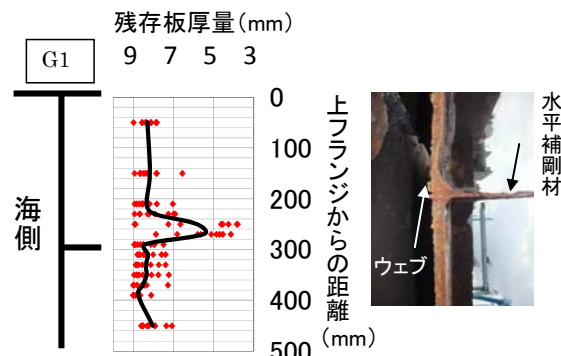 残存板厚量(mm)
G1
9 7 5 3
0
100
200
300
400
500
上フランジからの距離
(mm)
海側
水平補剛材
ウェブ